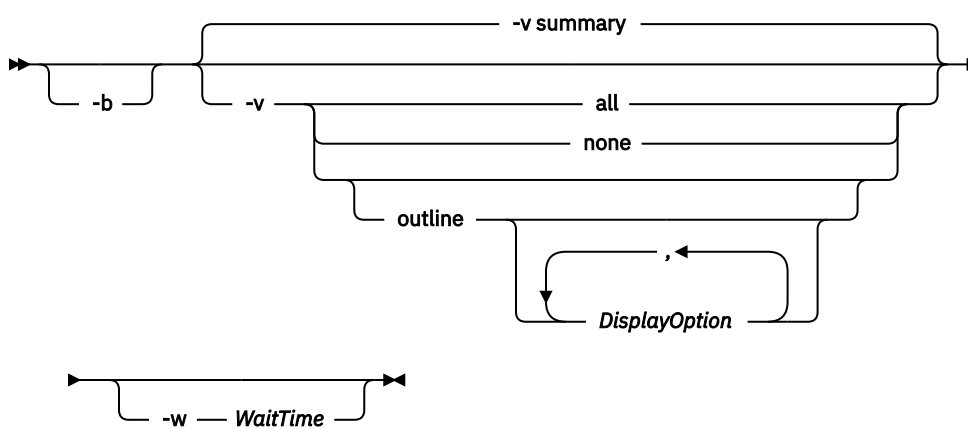 -v summary
-b
-v all
none
outline
,
DisplayOption
-w WaitTime